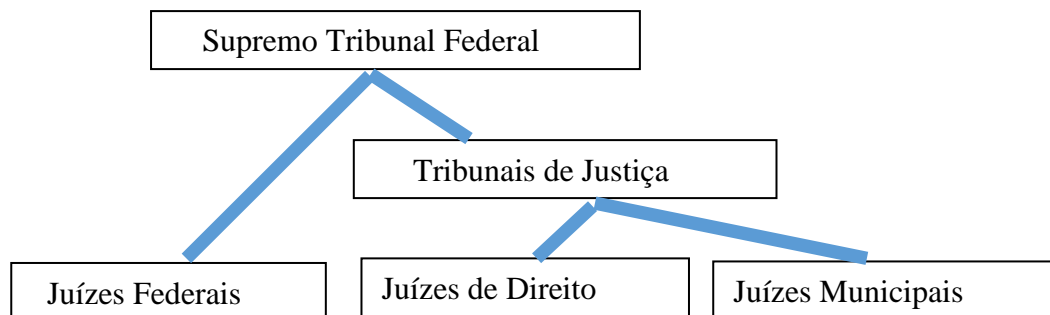 Supremo Tribunal Federal
Tribunais de Justiça
Juízes Federais
Juízes de Direito
Juízes Municipais